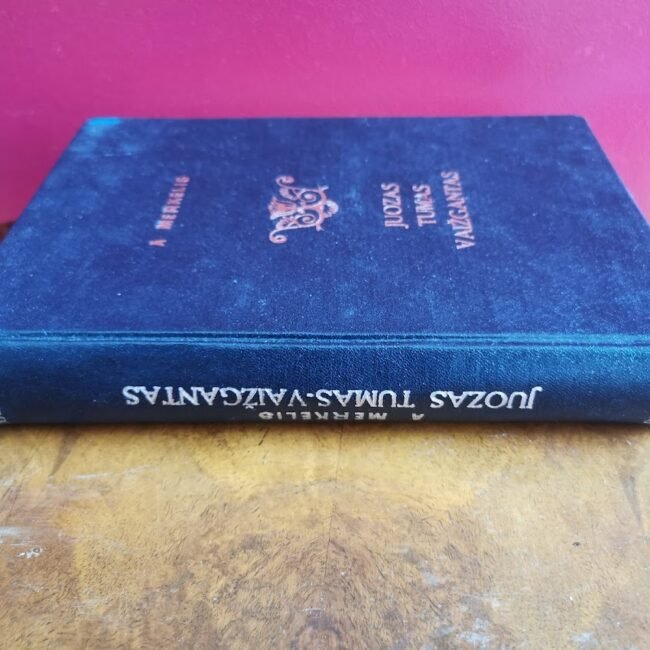 A MERKELIS
JUOZAS
TUMAS
VAIŽGANTAS
A MERKELIS
JUOZAS TUMAS-VAIŽGANTAS